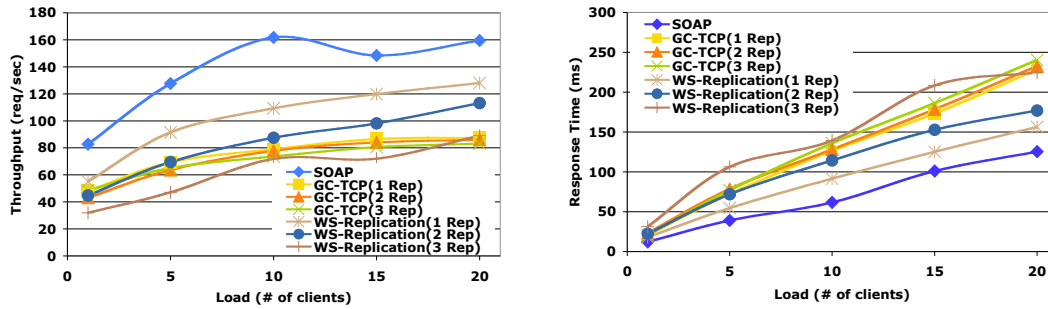 Throughput (req/sec)
180
160
140
120
100
80
60
40
20
0
SOAP
GC-TCP(1 Rep)
GC-TCP(2 Rep)
GC-TCP(3 Rep)
WS-Replication(1 Rep)
WS-Replication(2 Rep)
WS-Replication(3 Rep)
0 5 10 15 20
Load (# of clients)
Response Time (ms)
300
250
200
150
100
50
0
SOAP
GC-TCP(1 Rep)
GC-TCP(2 Rep)
GC-TCP(3 Rep)
WS-Replication(1 Rep)
WS-Replication(2 Rep)
WS-Replication(3 Rep)
0 5 10 15 20
Load (# of clients)